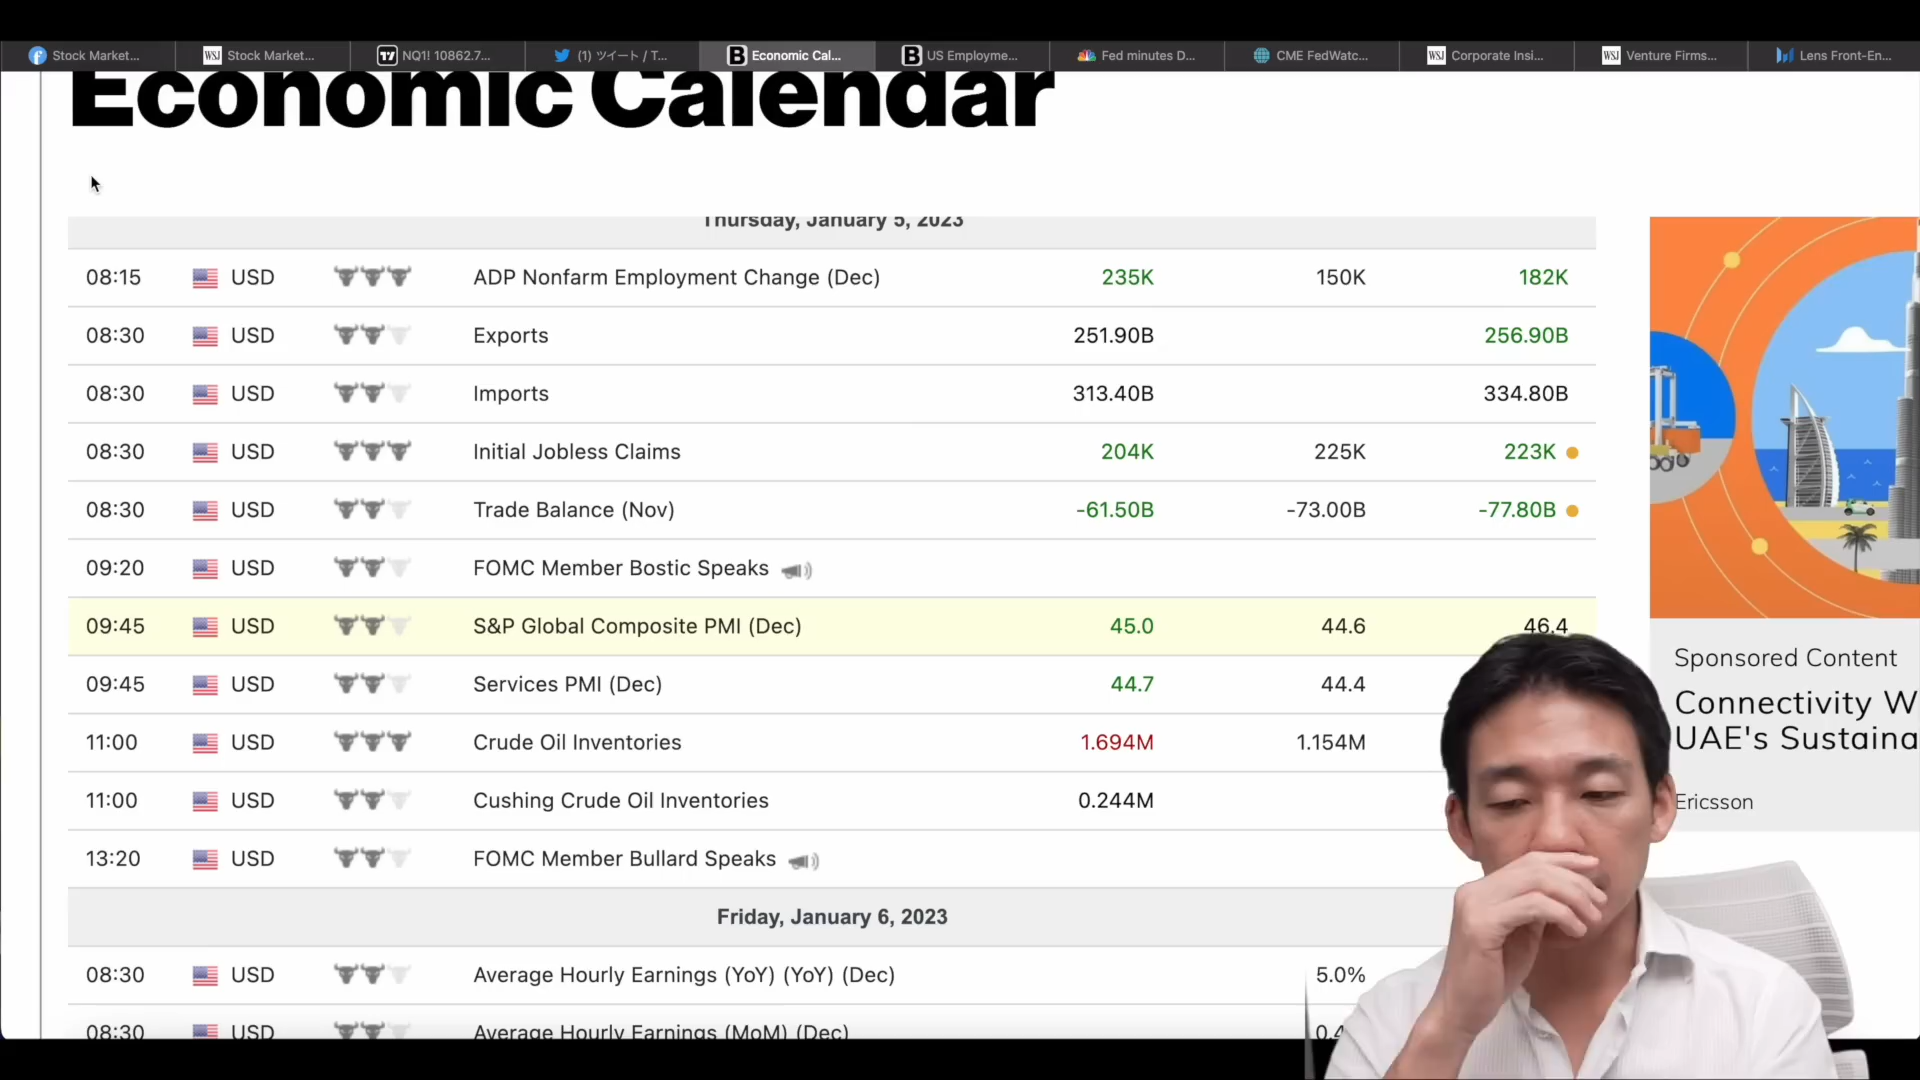 Stock Market...
Stock Market...
NQ1! 10862.7...
(1) ツイート / T...
Economic Cal...
US Employme...
Fed minutes D...
CME FedWatc...
Corporate Insi...
Venture Firms...
Lens Front-En...
Economic Calendar
Thursday, January 5, 2023
08:15 USD ADP Nonfarm Employment Change (Dec) 235K 150K 182K
08:30 USD Exports 251.90B 256.90B
08:30 USD Imports 313.40B 334.80B
08:30 USD Initial Jobless Claims 204K 225K 223K
08:30 USD Trade Balance (Nov) -61.50B -73.00B -77.80B
09:20 USD FOMC Member Bostic Speaks
09:45 USD S&P Global Composite PMI (Dec) 45.0 44.6 46.4
09:45 USD Services PMI (Dec) 44.7 44.4
11:00 USD Crude Oil Inventories 1.694M 1.154M
11:00 USD Cushing Crude Oil Inventories 0.244M
13:20 USD FOMC Member Bullard Speaks
Friday, January 6, 2023
08:30 USD Average Hourly Earnings (YoY) (YoY) (Dec) 5.0%
08:30 USD Average Hourly Earnings (MoM) (Dec) 0.4
Sponsored Content
Connectivity W
UAE's Sustaina
Ericsson